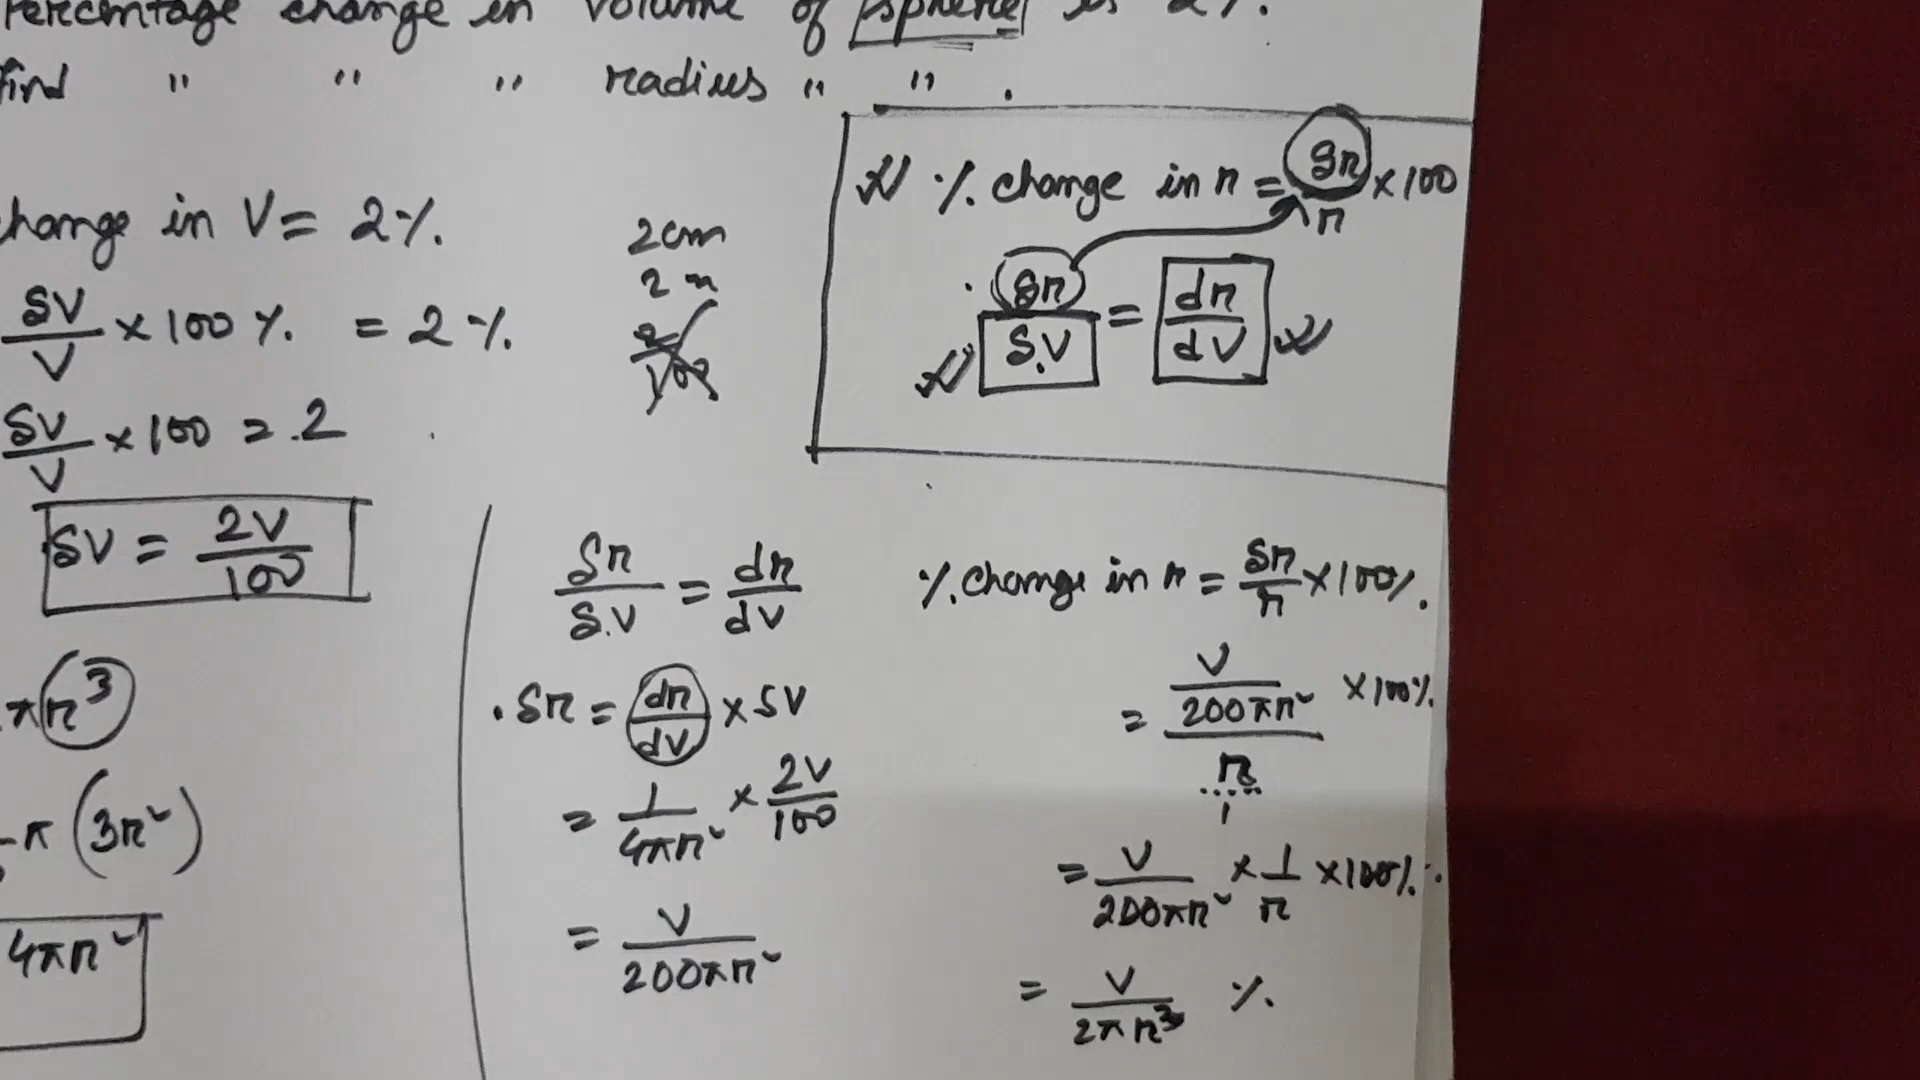 Percentage change in volume of sphere is 2%.
find " " " radius " " .
change in V = 2%.
δV/V × 100%. = 2%.
δV/V × 100 = 2
δV = 2V/100
π r³
π (3r²)
4πr²
2cm
2 m
% change in r = δr/r × 100
δr/δV = dr/dV
δr/δV = dr/dV
δr = dr/dV × δV
= 1/4πr² × 2V/100
= V/200πr²
% change in r = δr/r × 100%.
= V/200πr² / r × 100%
= V/200πr² × 1/r × 100%.
= V/2πr³ %.